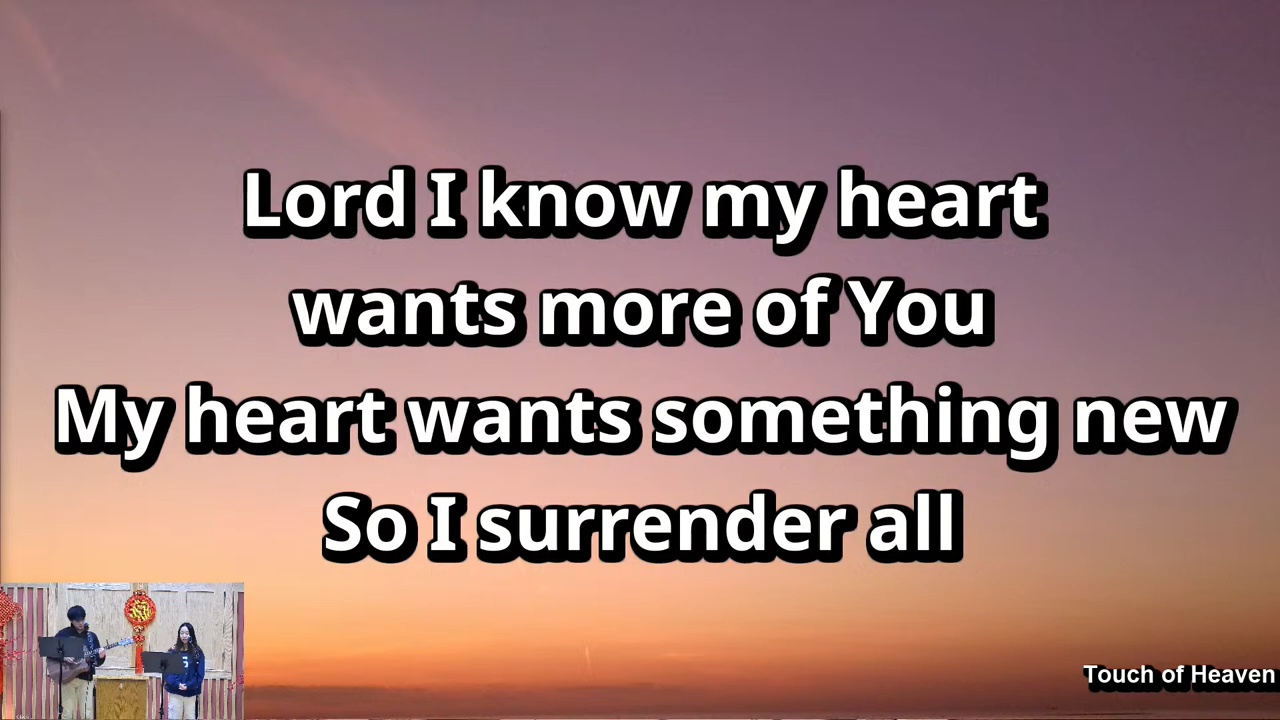 Lord I know my heart
wants more of You
My heart wants something new
So I surrender all
Touch of Heaven